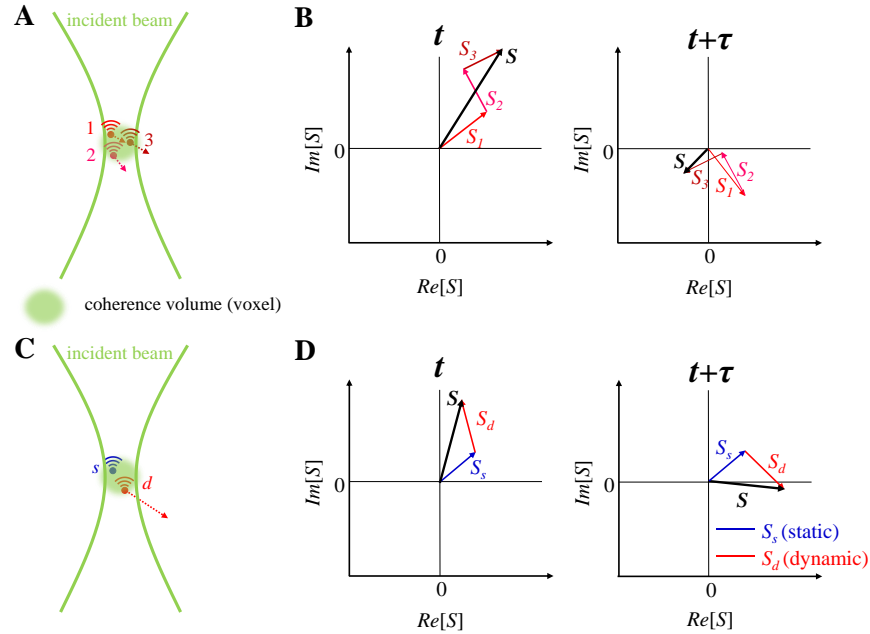 A
incident beam
1
2
3
coherence volume (voxel)
B
t
Im[S]
0
0
Re[S]
S
S3
S2
S1
t+τ
Im[S]
0
0
Re[S]
S
S3
S1
S2
C
incident beam
s
d
D
t
Im[S]
0
0
Re[S]
S
Sd
Ss
t+τ
Im[S]
0
0
Re[S]
Ss
Sd
S
Ss (static)
Sd (dynamic)